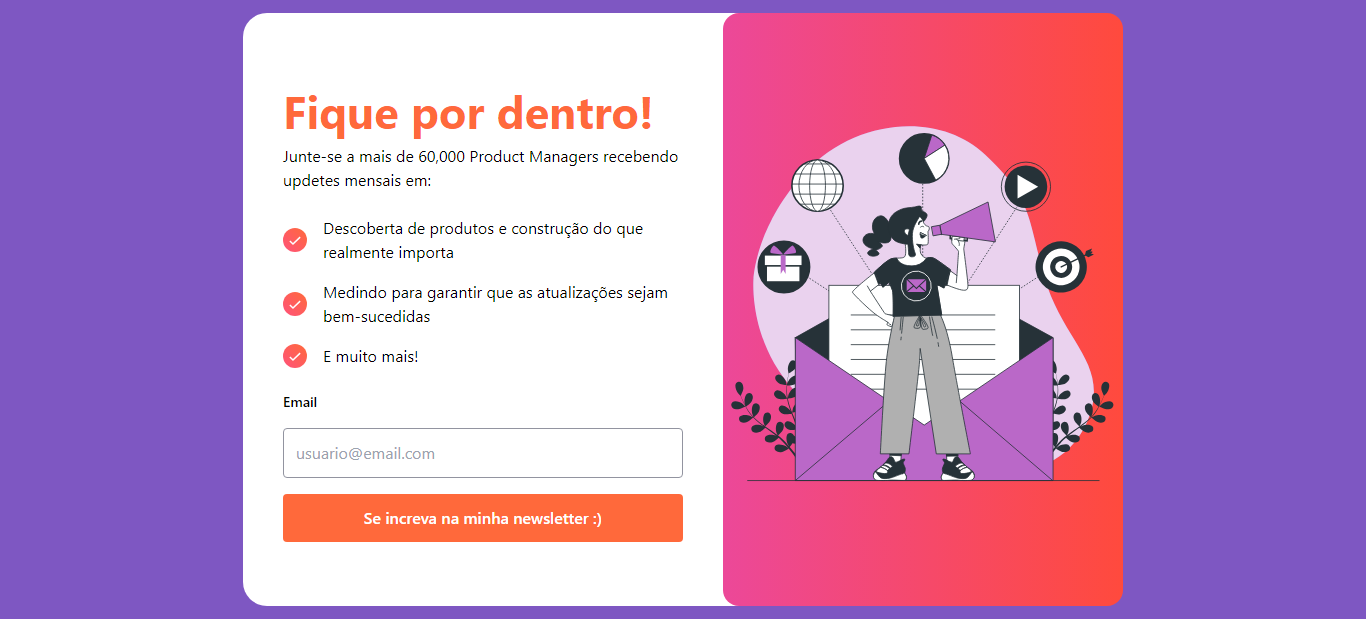 Fique por dentro!
Junte-se a mais de 60,000 Product Managers recebendo
updetes mensais em:
Descoberta de produtos e construção do que
realmente importa
Medindo para garantir que as atualizações sejam
bem-sucedidas
E muito mais!
Email
usuario@email.com
Se increva na minha newsletter :)